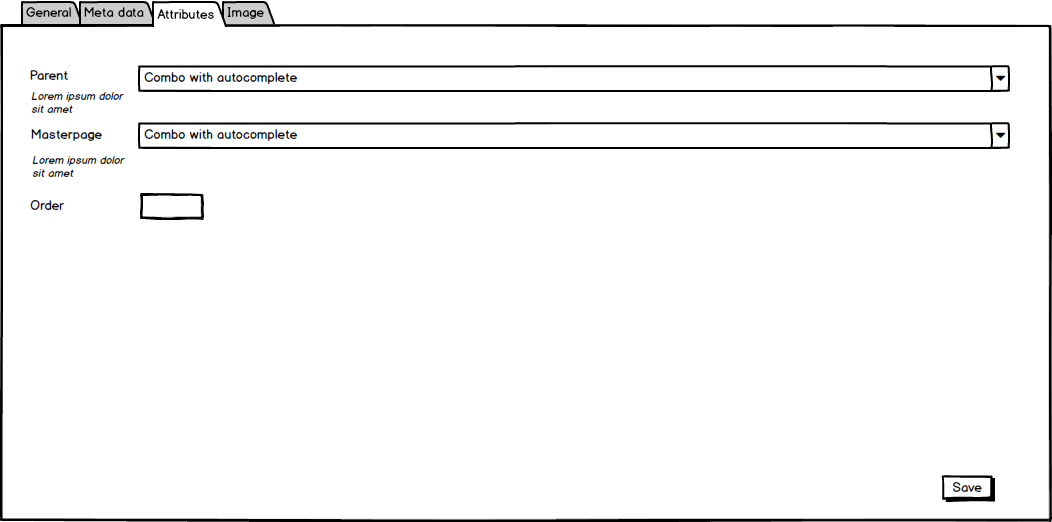 General Meta data Attributes Image
Parent Combo with autocomplete
Lorem ipsum dolor
sit amet
Masterpage Combo with autocomplete
Lorem ipsum dolor
sit amet
Order
Save